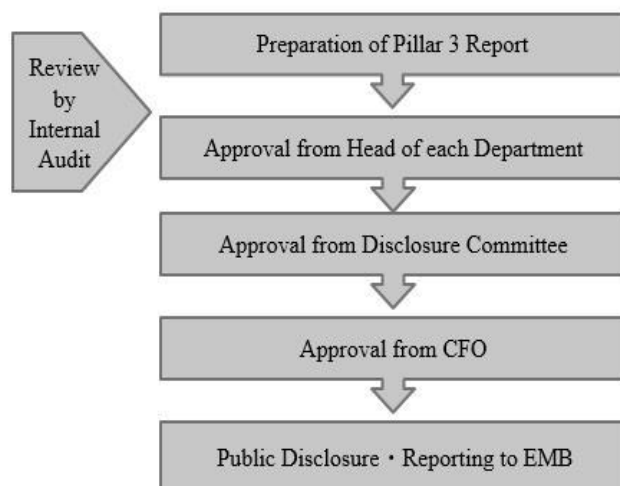 Review
by
Internal
Audit
Preparation of Pillar 3 Report
Approval from Head of each Department
Approval from Disclosure Committee
Approval from CFO
Public Disclosure・Reporting to EMB